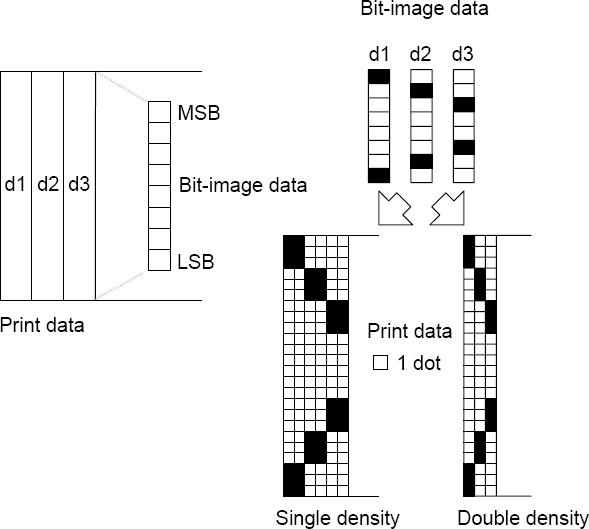 Bit-image data
d1 d2 d3
MSB
d1 d2 d3
Bit-image data
LSB
Print data
Print data
1 dot
Single density
Double density